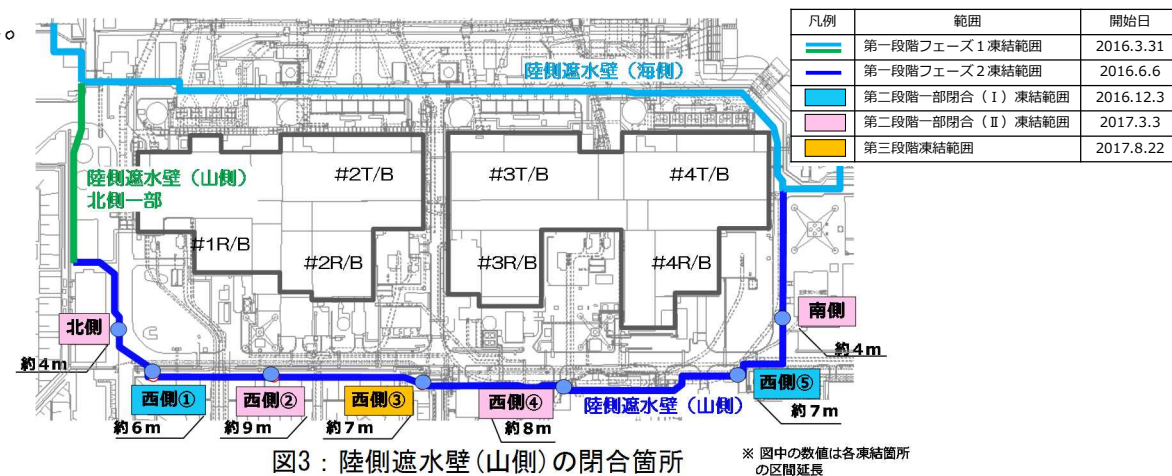 凡例 範囲 開始日
第一段階フェーズ1凍結範囲 2016.3.31
第一段階フェーズ2凍結範囲 2016.6.6
第二段階一部閉合(Ⅰ)凍結範囲 2016.12.3
第二段階一部閉合(Ⅱ)凍結範囲 2017.3.3
第三段階凍結範囲 2017.8.22
。
陸側遮水壁(海側)
#2T/B #3T/B #4T/B
陸側遮水壁(山側)
北側一部
#1R/B
#2R/B #3R/B #4R/B
北側
約4m
南側
約4m
西側①
約6m
西側②
約9m
西側③
約7m
西側④
約8m
西側⑤
約7m
陸側遮水壁(山側)
図3:陸側遮水壁(山側)の閉合箇所
※ 図中の数値は各凍結箇所
の区間延長